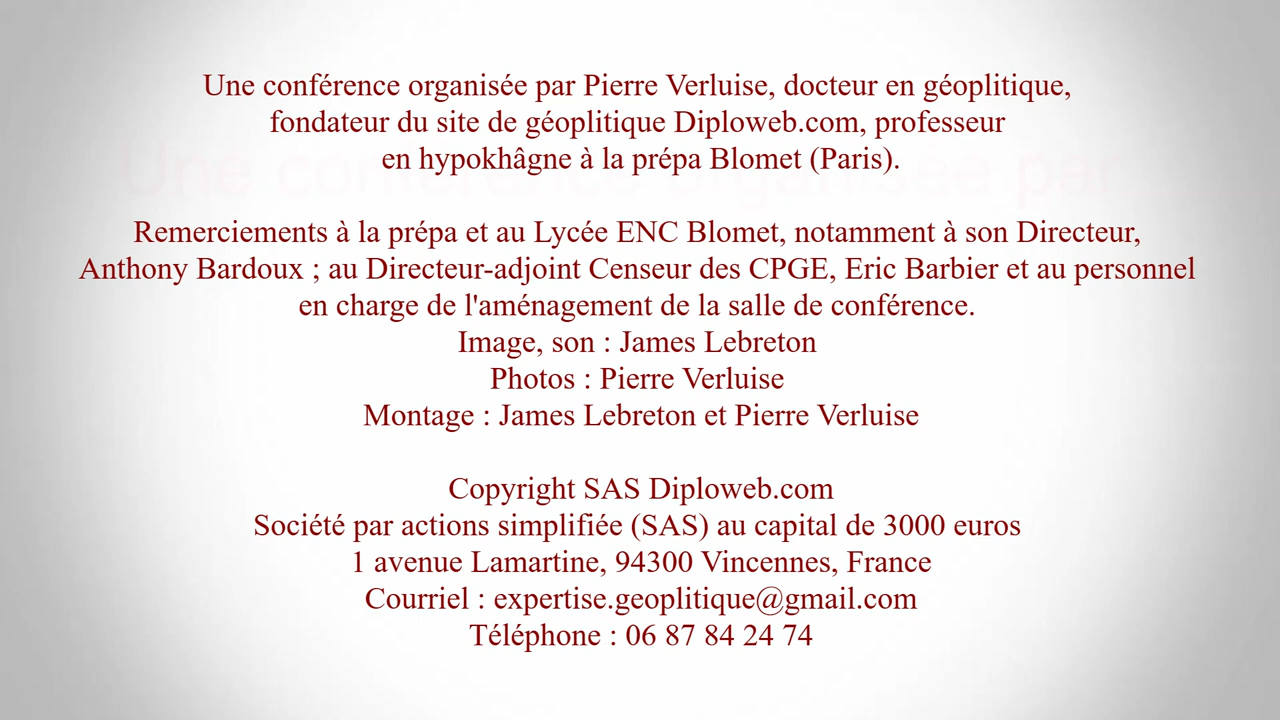 Une conférence organisée par Pierre Verluise, docteur en géoplitique,
fondateur du site de géoplitique Diploweb.com, professeur
en hypokhâgne à la prépa Blomet (Paris).
Remerciements à la prépa et au Lycée ENC Blomet, notamment à son Directeur,
Anthony Bardoux ; au Directeur-adjoint Censeur des CPGE, Eric Barbier et au personnel
en charge de l'aménagement de la salle de conférence.
Image, son : James Lebreton
Photos : Pierre Verluise
Montage : James Lebreton et Pierre Verluise
Copyright SAS Diploweb.com
Société par actions simplifiée (SAS) au capital de 3000 euros
1 avenue Lamartine, 94300 Vincennes, France
Courriel : expertise.geoplitique@gmail.com
Téléphone : 06 87 84 24 74